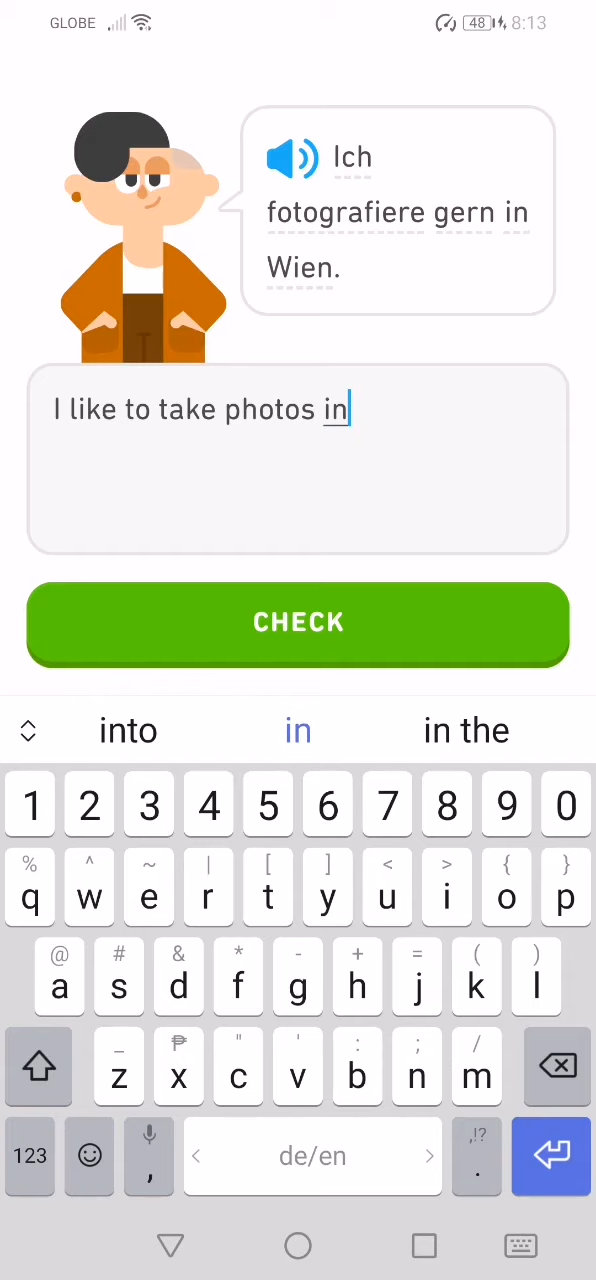 GLOBE 48 8:13
Ich
fotografiere gern in
Wien.
I like to take photos in
CHECK
into in in the
1 2 3 4 5 6 7 8 9 0
% ^ ~ | [ ] < > { }
q w e r t y u i o p
@ # & * - + = ( )
a s d f g h j k l
_ ₱ " ' : ; /
z x c v b n m
123 , < de/en > ,!? .